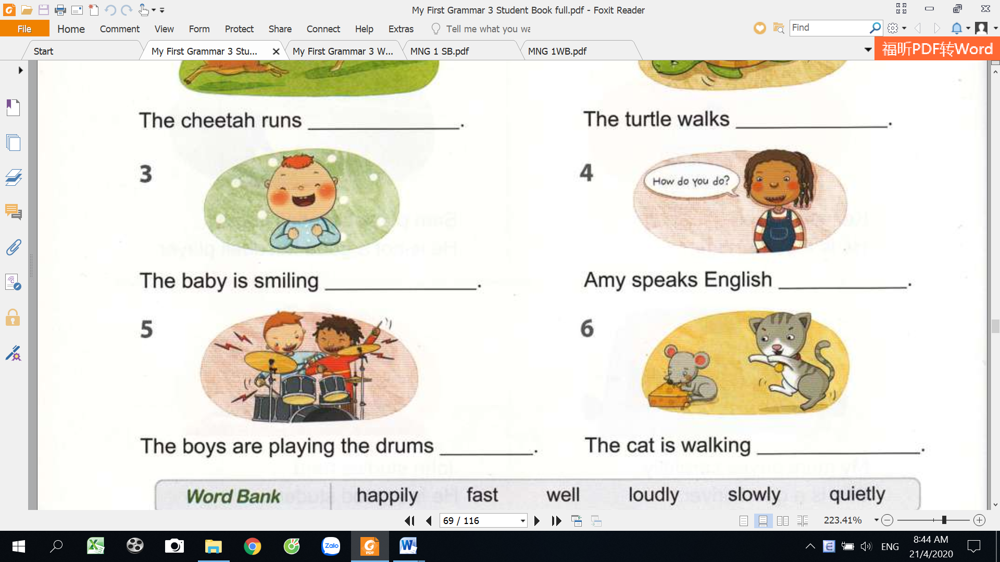 My First Grammar 3 Student Book full.pdf - Foxit Reader
File Home Comment View Form Protect Share Connect Help Extras Tell me what you wa Find
Start My First Grammar 3 Stu... My First Grammar 3 W... MNG 1 SB.pdf MNG 1WB.pdf 福昕PDF转Word
The cheetah runs ____________. The turtle walks ____________.
3 4
How do you do?
The baby is smiling ____________. Amy speaks English ____________.
5 6
The boys are playing the drums ________. The cat is walking ____________.
Word Bank happily fast well loudly slowly quietly
69 / 116 223.41%
Zalo PDF ENG 8:44 AM
21/4/2020